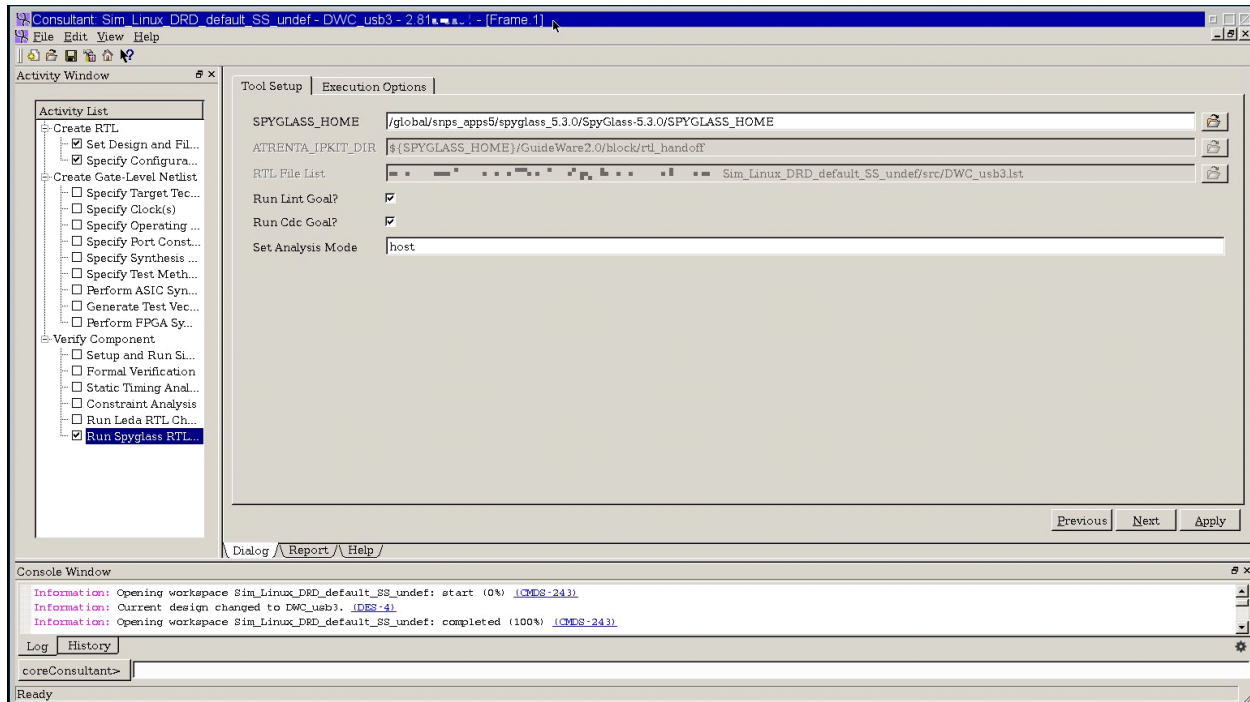 Consultant: Sim_Linux_DRD_default_SS_undef - DWC_usb3 - 2.81 - [Frame.1]
File Edit View Help
Activity Window
Activity List
Create RTL
Set Design and Fil...
Specify Configura...
Create Gate-Level Netlist
Specify Target Tec...
Specify Clock(s)
Specify Operating ...
Specify Port Const...
Specify Synthesis ...
Specify Test Meth...
Perform ASIC Syn...
Generate Test Vec...
Perform FPGA Sy...
Verify Component
Setup and Run Si...
Formal Verification
Static Timing Anal...
Constraint Analysis
Run Leda RTL Ch...
Run Spyglass RTL...
Tool Setup Execution Options
SPYGLASS_HOME /global/snps_apps5/spyglass_5.3.0/SpyGlass-5.3.0/SPYGLASS_HOME
ATRENTA_IPKIT_DIR ${SPYGLASS_HOME}/GuideWare2.0/block/rtl_handoff
RTL File List Sim_Linux_DRD_default_SS_undef/src/DWC_usb3.lst
Run Lint Goal?
Run Cdc Goal?
Set Analysis Mode host
Previous Next Apply
Dialog Report Help
Console Window
Information: Opening workspace Sim_Linux_DRD_default_SS_undef: start (0%) (CMDS-243)
Information: Current design changed to DWC_usb3. (DES-4)
Information: Opening workspace Sim_Linux_DRD_default_SS_undef: completed (100%) (CMDS-243)
Log History
coreConsultant>
Ready